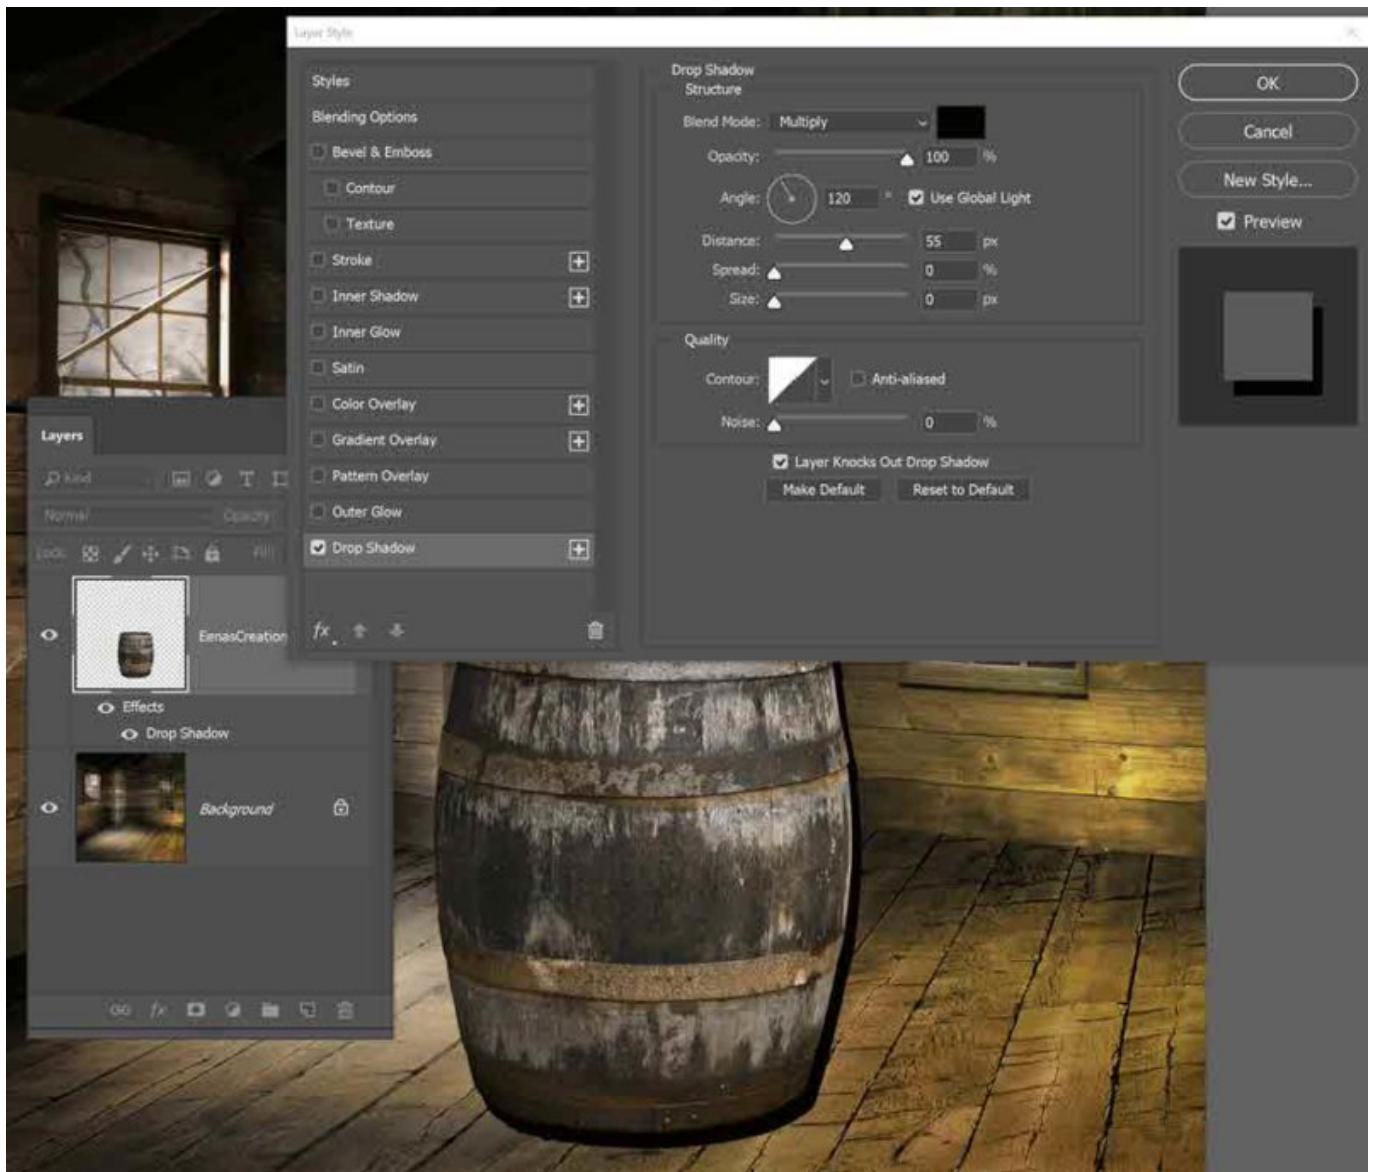 Layer Style
Styles
Blending Options
Bevel & Emboss
Contour
Texture
Stroke
Inner Shadow
Inner Glow
Satin
Color Overlay
Gradient Overlay
Pattern Overlay
Outer Glow
Drop Shadow
fx
Drop Shadow
Structure
Blend Mode: Multiply
Opacity: 100 %
Angle: 120 ° Use Global Light
Distance: 55 px
Spread: 0 %
Size: 0 px
Quality
Contour: Anti-aliased
Noise: 0 %
Layer Knocks Out Drop Shadow
Make Default Reset to Default
OK
Cancel
New Style...
Preview
Layers
Kind
Normal Opacity:
Lock: Fill:
EenasCreation
Effects
Drop Shadow
Background
fx